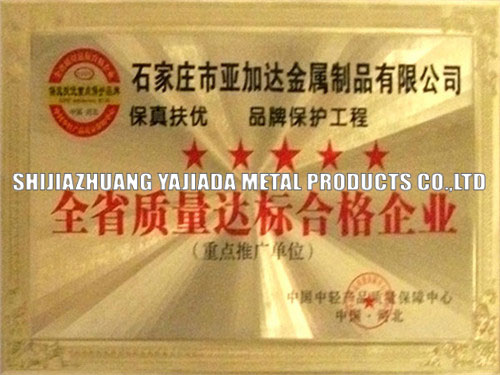 石家庄市亚加达金属制品有限公司
保真扶优 品牌保护工程
SHIJIAZHUANG YAJIADA METAL PRODUCTS CO.,LTD
全省质量达标合格企业
(重点推广单位)
中国中轻产品质量保障中心
中国·河北